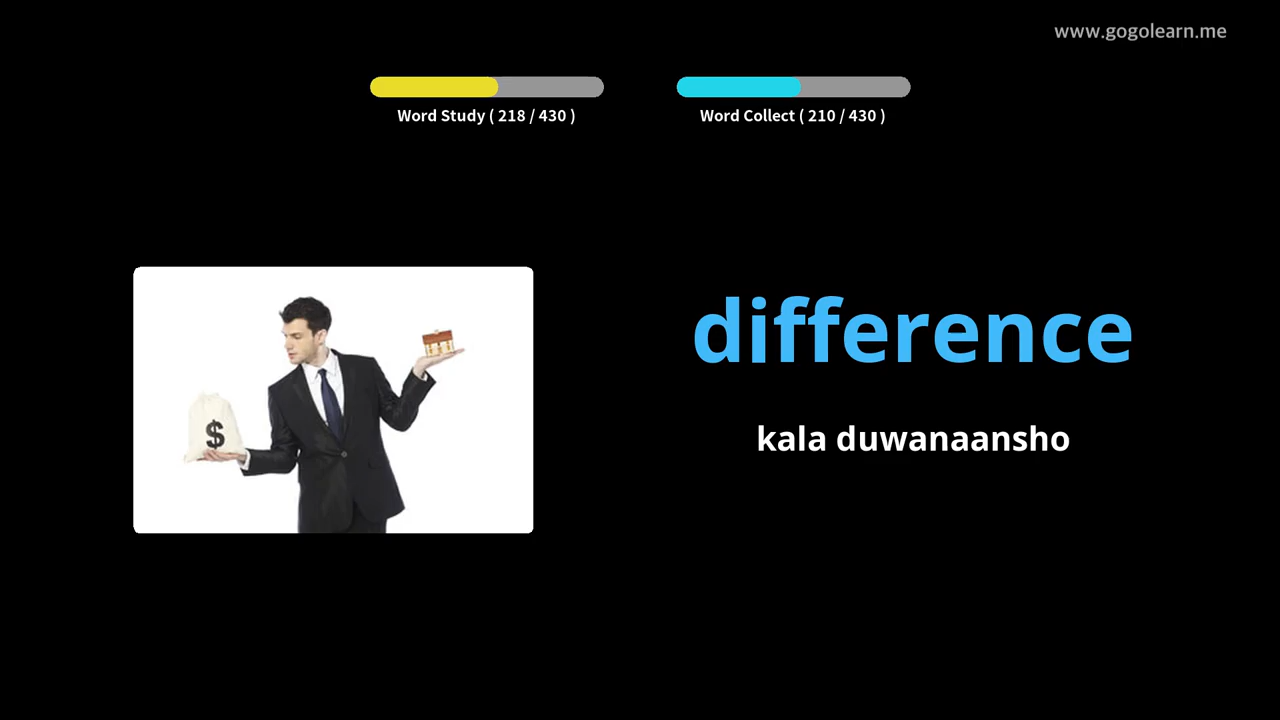 www.gogolearn.me
Word Study ( 218 / 430 )
Word Collect ( 210 / 430 )
$
difference
kala duwanaansho